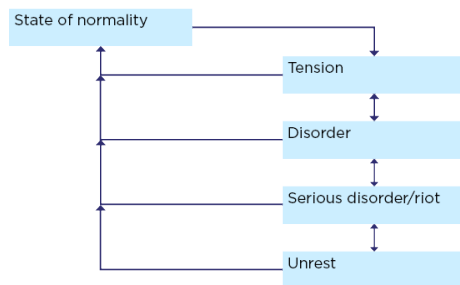 State of normality
Tension
Disorder
Serious disorder/riot
Unrest